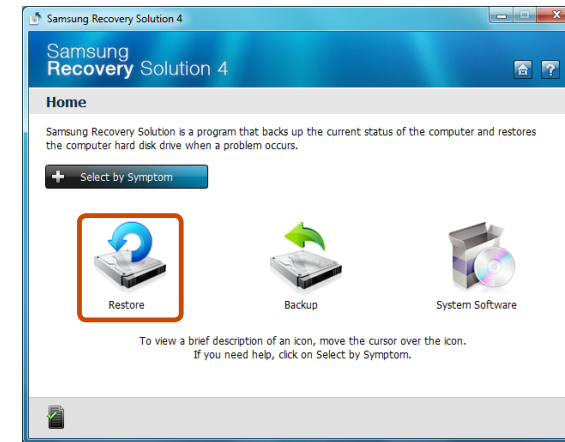 Samsung Recovery Solution 4
Samsung
Recovery Solution 4
?
Home
Samsung Recovery Solution is a program that backs up the current status of the computer and restores
the computer hard disk drive when a problem occurs.
+ Select by Symptom
Restore
Backup
System Software
To view a brief description of an icon, move the cursor over the icon.
If you need help, click on Select by Symptom.